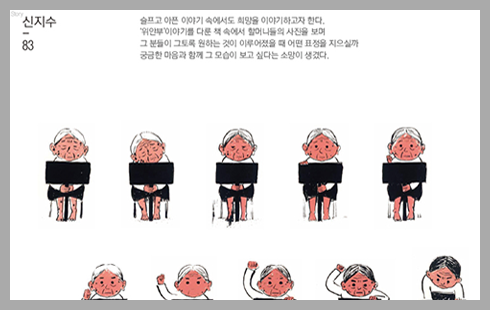 Story
신지수
–
83
슬프고 아픈 이야기 속에서도 희망을 이야기하고자 한다.
'위안부'이야기를 다룬 책 속에서 할머니들의 사진을 보며
그 분들이 그토록 원하는 것이 이루어졌을 때 어떤 표정을 지으실까
궁금한 마음과 함께 그 모습이 보고 싶다는 소망이 생겼다.